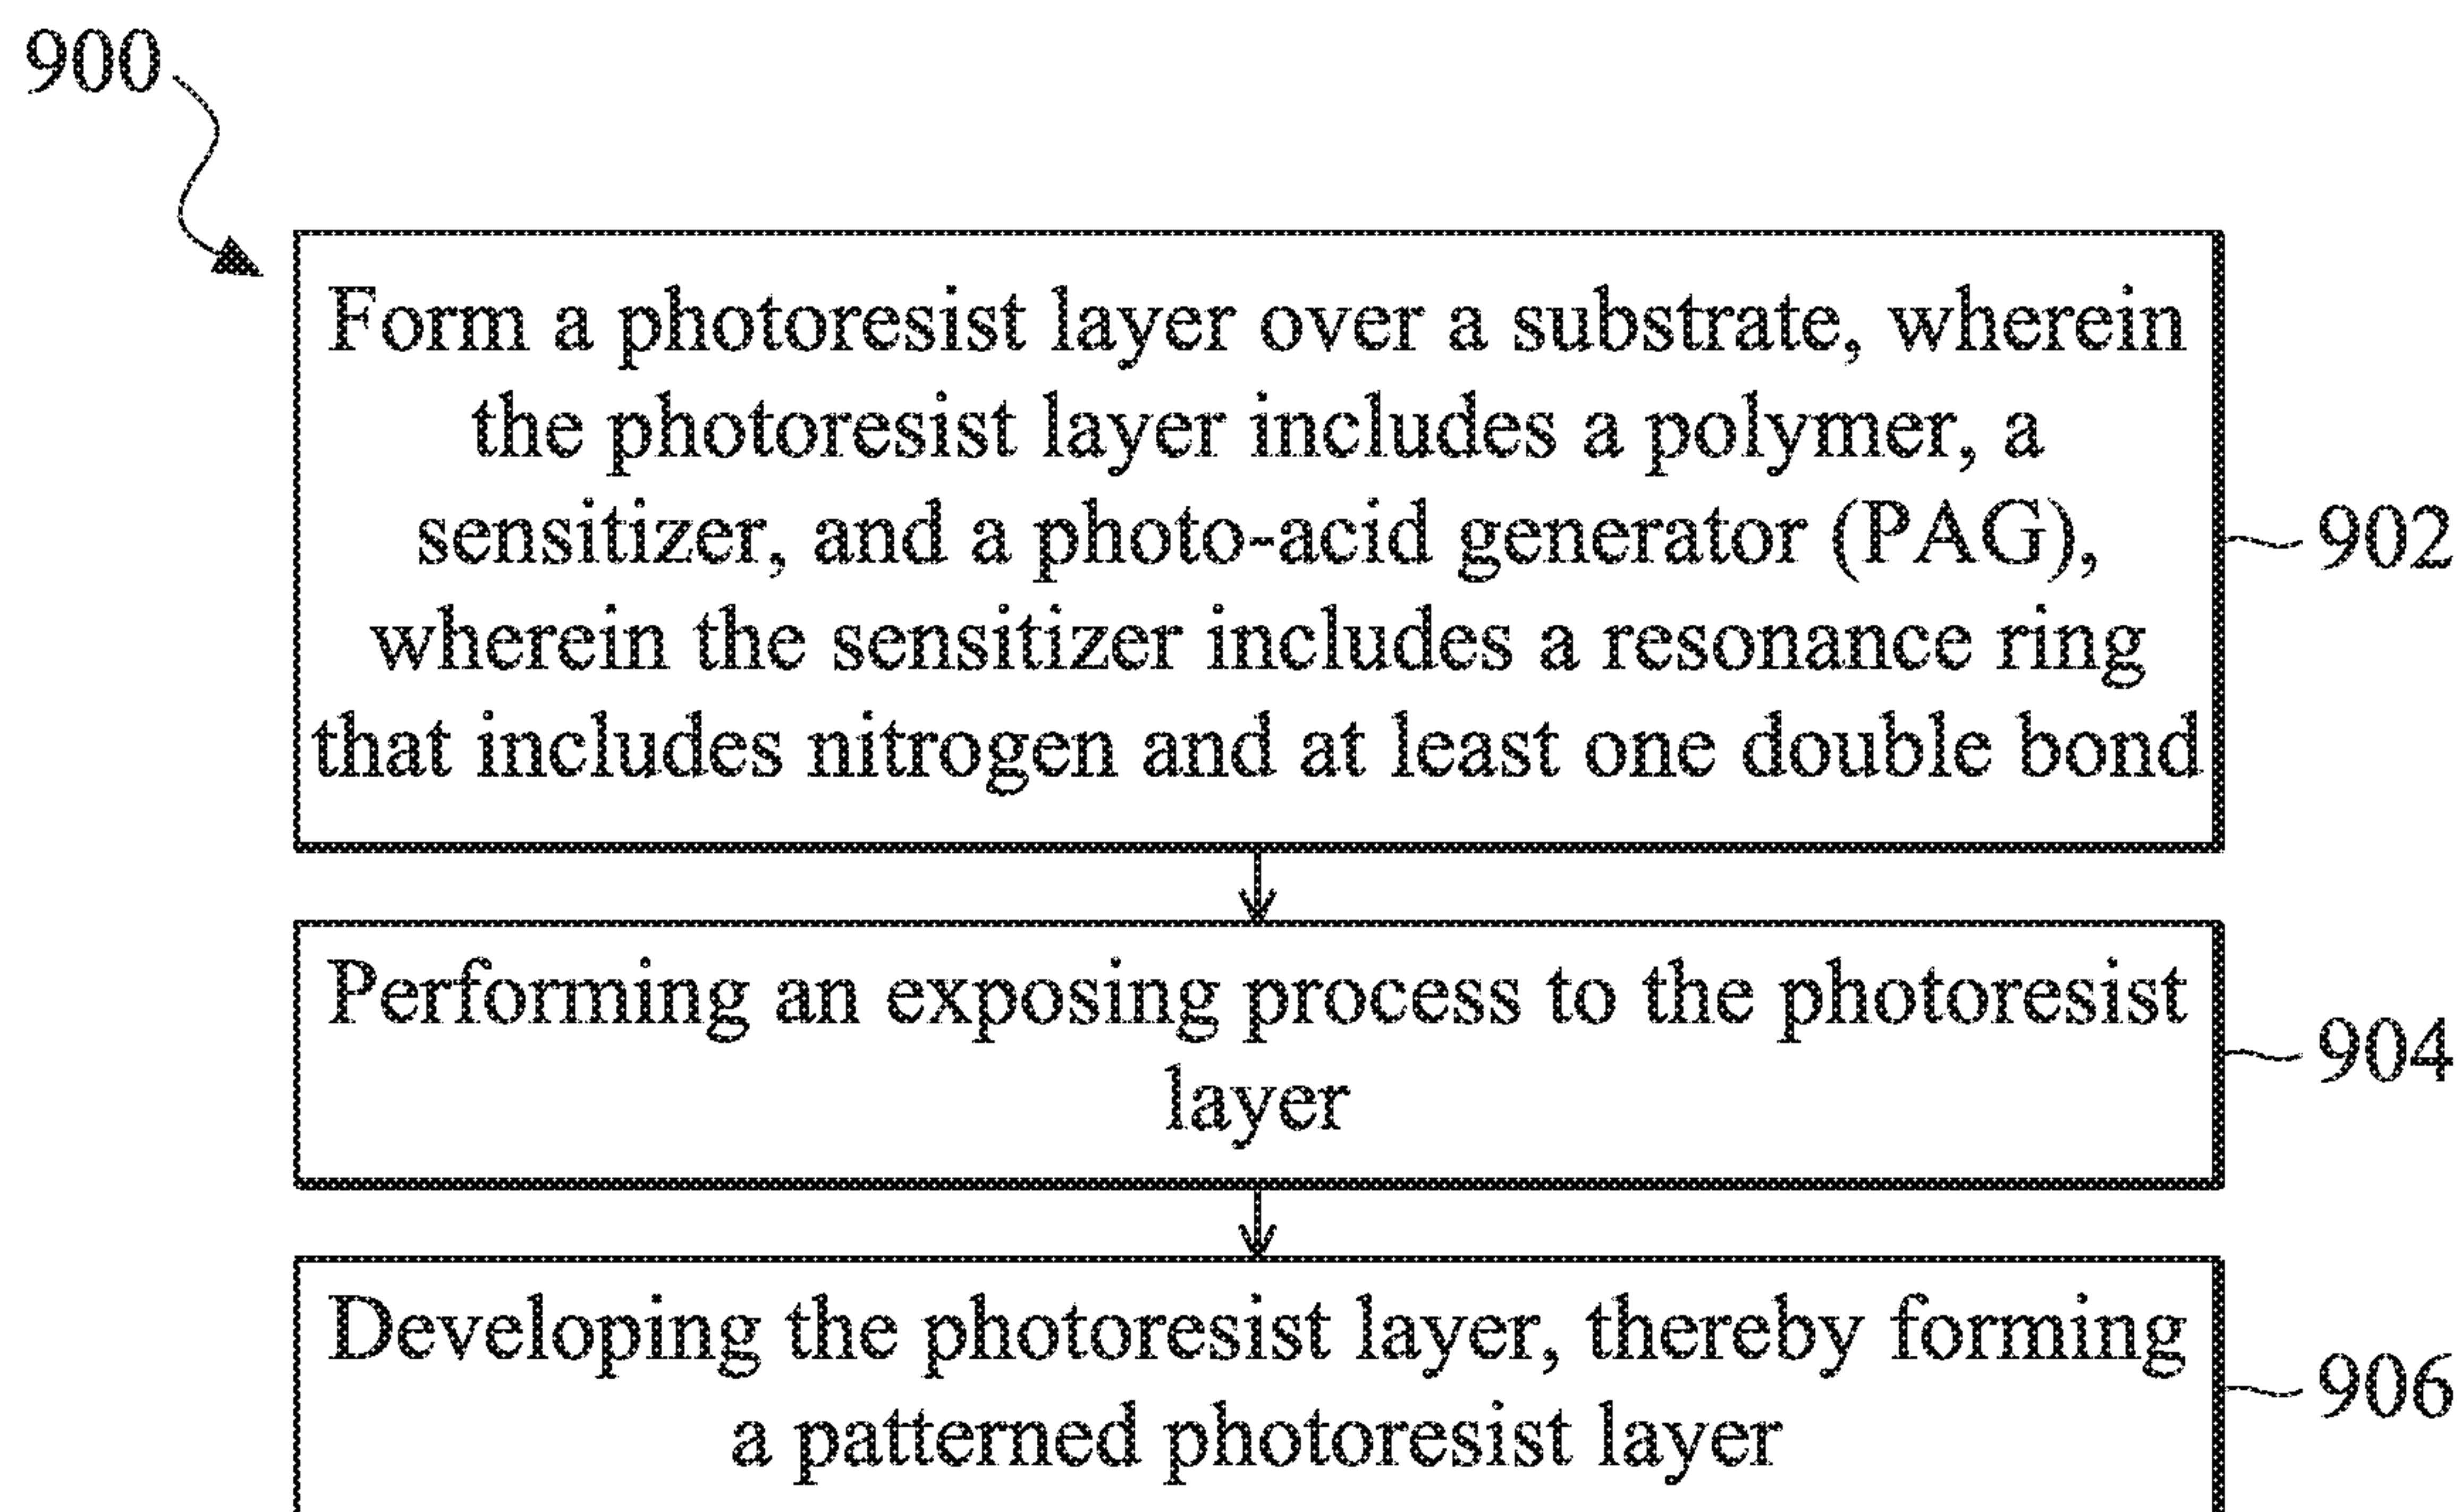 900
Form a photoresist layer over a substrate, wherein
the photoresist layer includes a polymer, a
sensitizer, and a photo-acid generator (PAG),
wherein the sensitizer includes a resonance ring
that includes nitrogen and at least one double bond
902
Performing an exposing process to the photoresist
layer
904
Developing the photoresist layer, thereby forming
a patterned photoresist layer
906